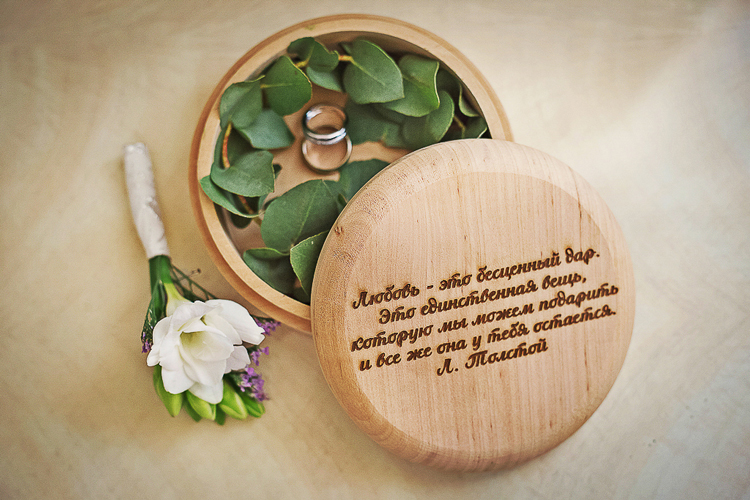 Любовь - это бесценный дар.
Это единственная вещь,
которую мы можем подарить
и все же она у тебя остается.
Л. Толстой